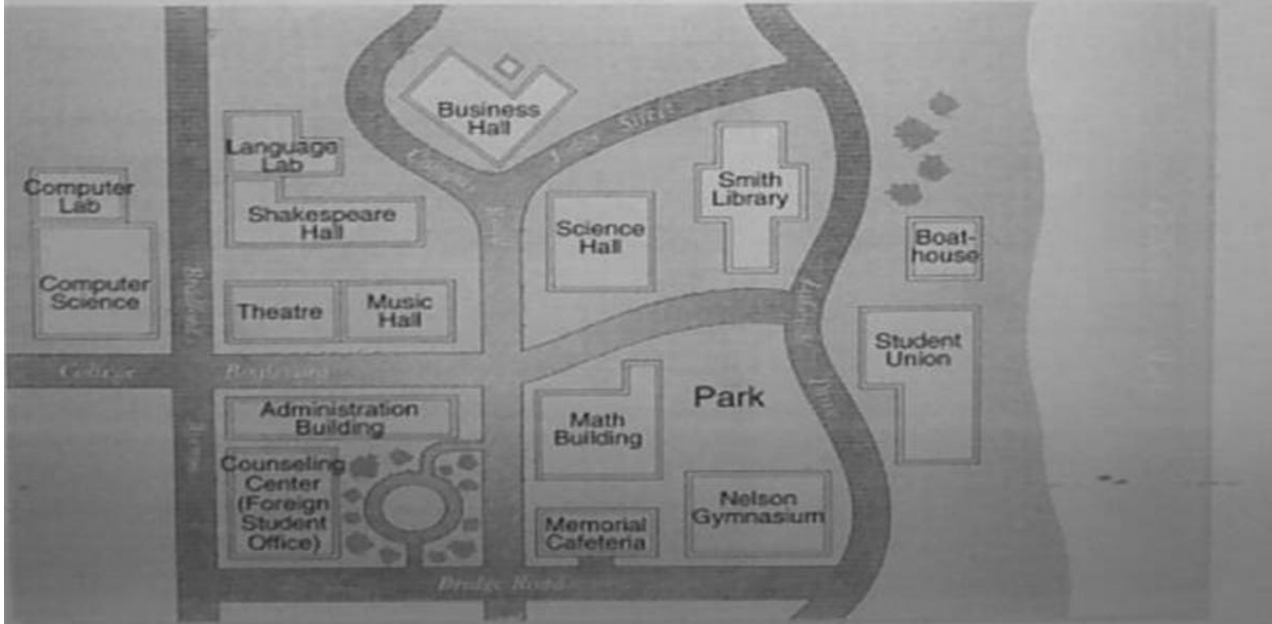 Business
Hall
Street
Language
Lab
Computer
Lab
Smith
Library
Shakespeare
Hall
Science
Hall
Boat-
house
Computer
Science
Theatre
Music
Hall
Student
Union
College Boulevard
Park
Administration
Building
Math
Building
Counseling
Center
(Foreign
Student
Office)
Nelson
Gymnasium
Memorial
Cafeteria
Bridge Road